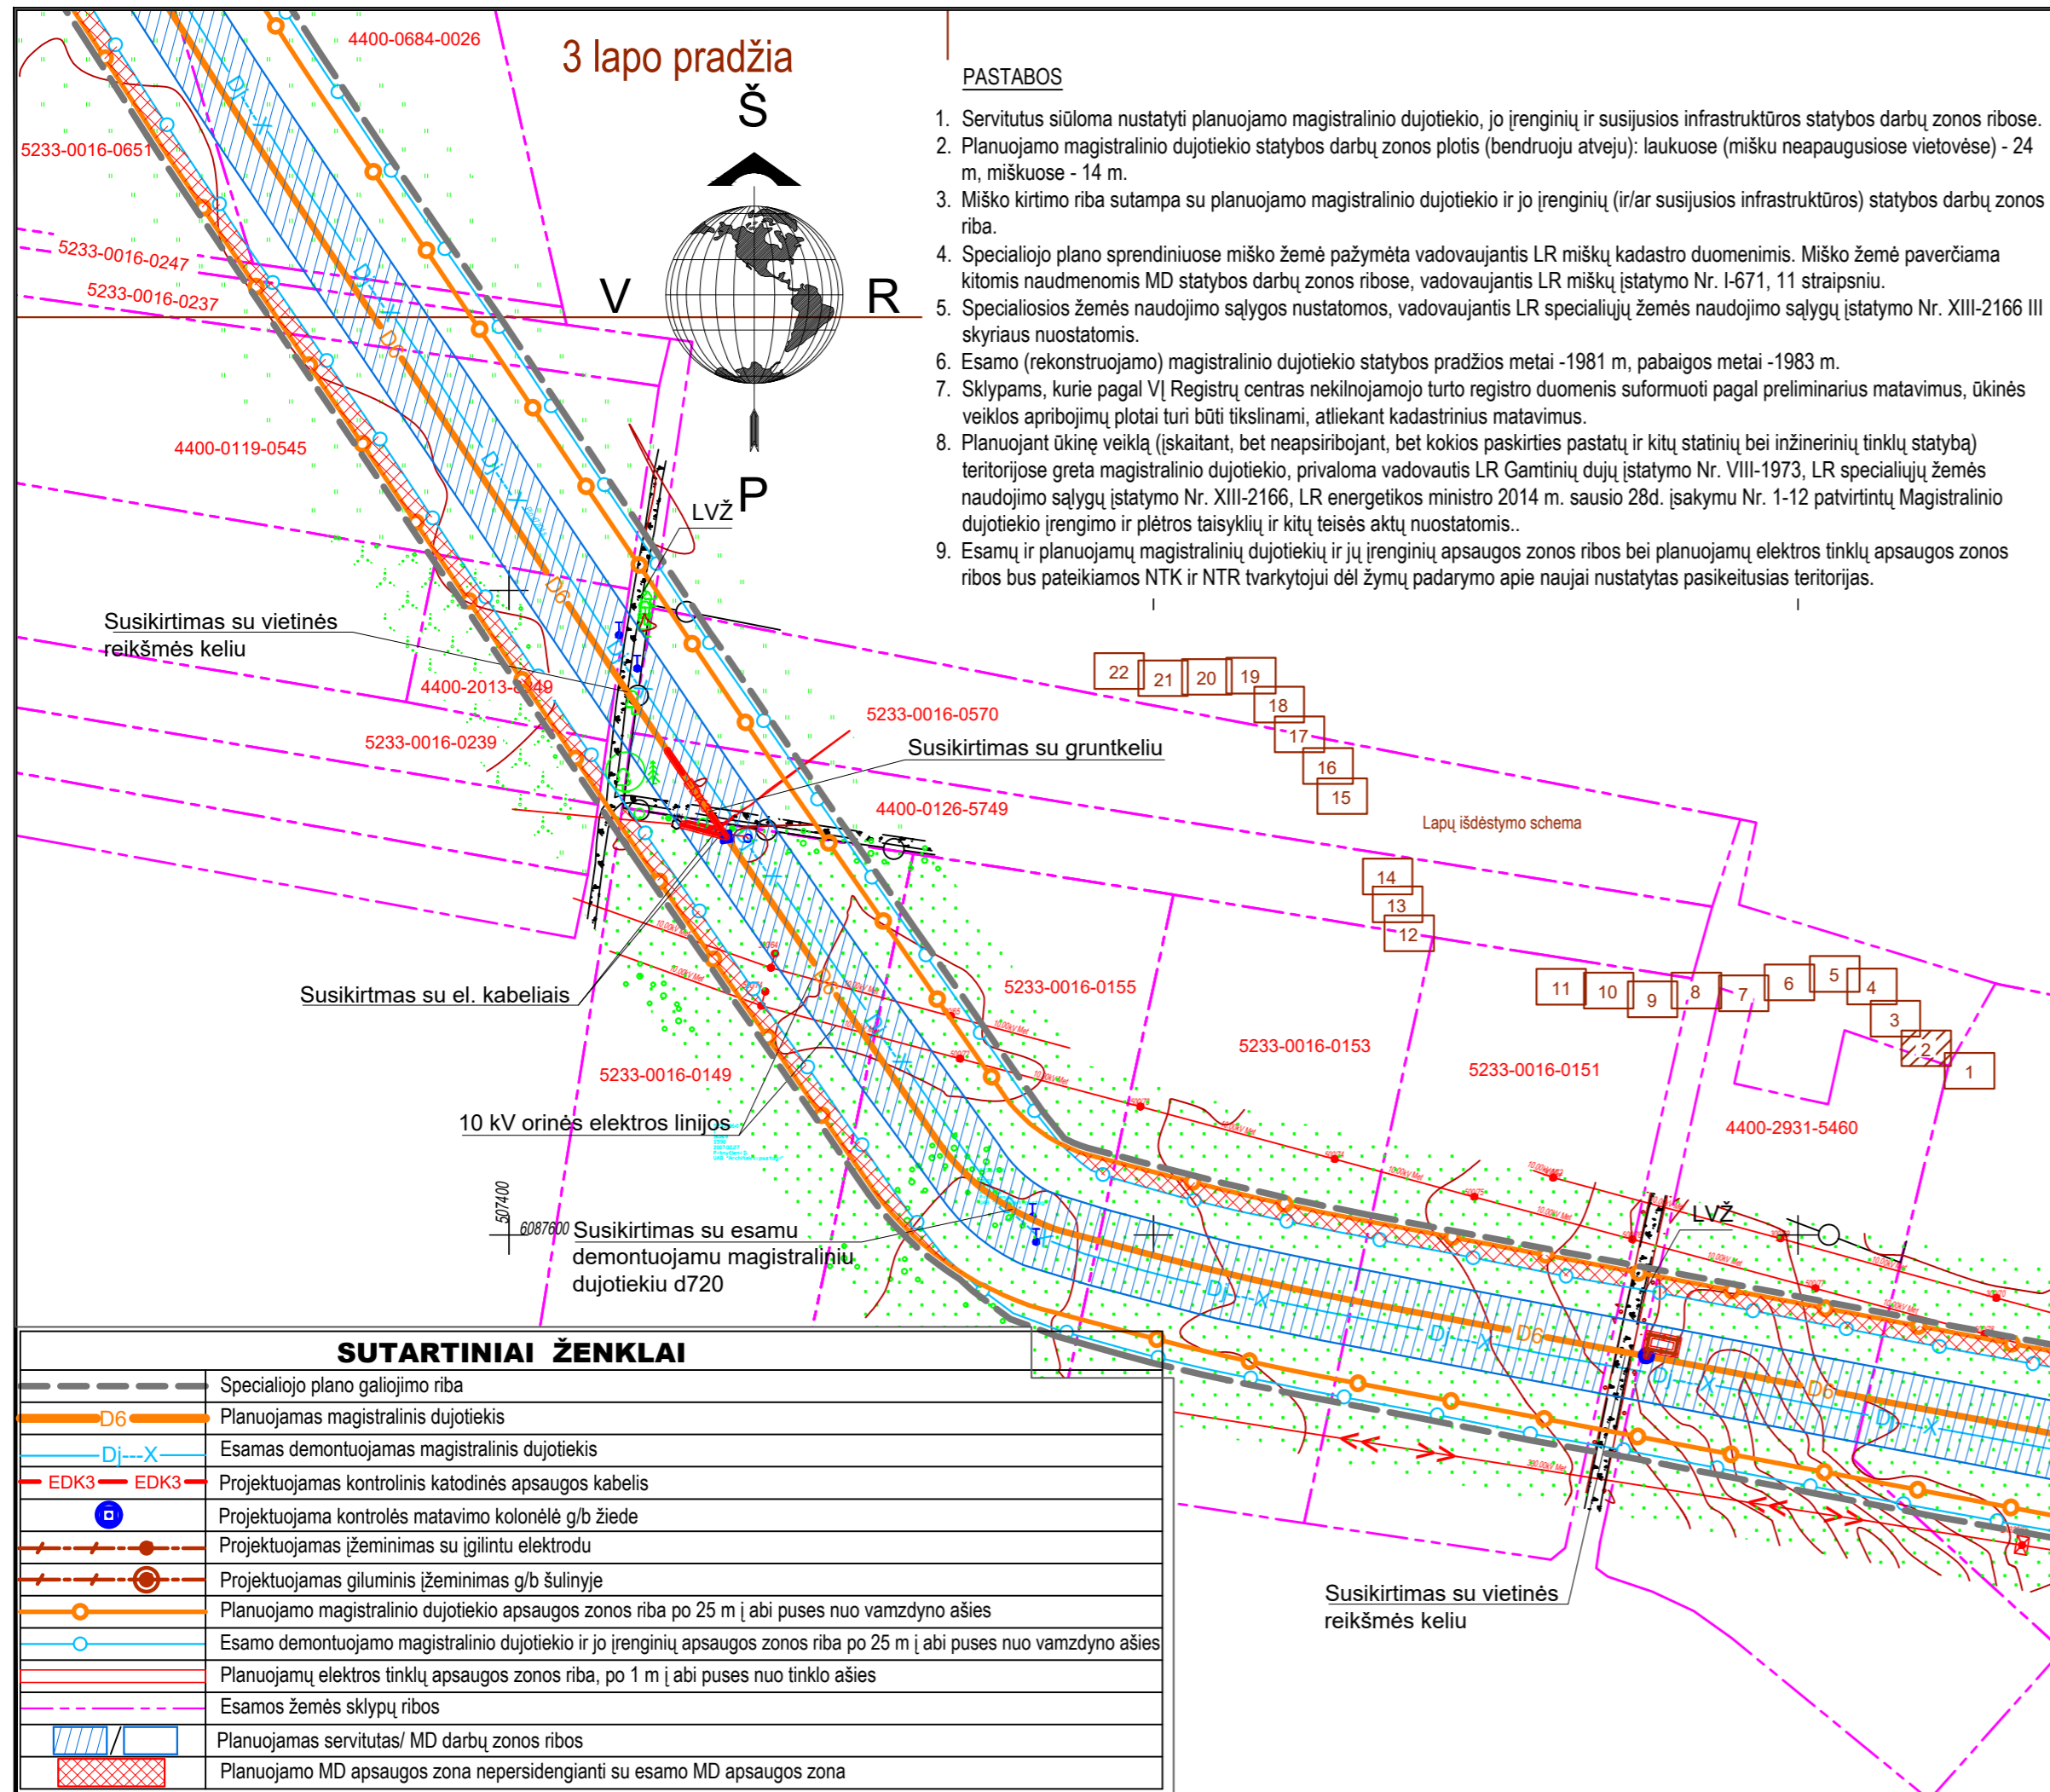 3 lapo pradžia
4400-0684-0026
Š
V
R
P
PASTABOS
1. Servitutus siūloma nustatyti planuojamo magistralinio dujotiekio, jo įrenginių ir susijusios infrastruktūros statybos darbų zonos ribose.
2. Planuojamo magistralinio dujotiekio statybos darbų zonos plotis (bendruoju atveju): laukuose (mišku neapaugusiose vietovėse) - 24
m, miškuose - 14 m.
3. Miško kirtimo riba sutampa su planuojamo magistralinio dujotiekio ir jo įrenginių (ir/ar susijusios infrastruktūros) statybos darbų zonos
riba.
4. Specialiojo plano sprendiniuose miško žemė pažymėta vadovaujantis LR miškų kadastro duomenimis. Miško žemė paverčiama
kitomis naudmenomis MD statybos darbų zonos ribose, vadovaujantis LR miškų įstatymo Nr. I-671, 11 straipsniu.
5. Specialiosios žemės naudojimo sąlygos nustatomos, vadovaujantis LR specialiųjų žemės naudojimo sąlygų įstatymo Nr. XIII-2166 III
skyriaus nuostatomis.
6. Esamo (rekonstruojamo) magistralinio dujotiekio statybos pradžios metai -1981 m, pabaigos metai -1983 m.
7. Sklypams, kurie pagal VĮ Registrų centras nekilnojamojo turto registro duomenis suformuoti pagal preliminarius matavimus, ūkinės
veiklos apribojimų plotai turi būti tikslinami, atliekant kadastrinius matavimus.
8. Planuojant ūkinę veiklą (įskaitant, bet neapsiribojant, bet kokios paskirties pastatų ir kitų statinių bei inžinerinių tinklų statybą)
teritorijose greta magistralinio dujotiekio, privaloma vadovautis LR Gamtinių dujų įstatymo Nr. VIII-1973, LR specialiųjų žemės
naudojimo sąlygų įstatymo Nr. XIII-2166, LR energetikos ministro 2014 m. sausio 28d. įsakymu Nr. 1-12 patvirtintų Magistralinio
dujotiekio įrengimo ir plėtros taisyklių ir kitų teisės aktų nuostatomis..
9. Esamų ir planuojamų magistralinių dujotiekių ir jų įrenginių apsaugos zonos ribos bei planuojamų elektros tinklų apsaugos zonos
ribos bus pateikiamos NTK ir NTR tvarkytojui dėl žymų padarymo apie naujai nustatytas pasikeitusias teritorijas.
5233-0016-0651
5233-0016-0247
5233-0016-0237
4400-0119-0545
LVŽ
D6
D6
Susikirtimas su vietinės
reikšmės keliu
5233-0016-0239
5233-0016-0570
Susikirtimas su gruntkeliu
4400-0126-5749
22
21
20
19
18
17
16
15
Lapų išdėstymo schema
14
13
12
11
10
9
8
7
6
5
4
3
2
1
Susikirtmas su el. kabeliais
5233-0016-0155
5233-0016-0153
5233-0016-0151
4400-2931-5460
5233-0016-0149
10 kV orinės elektros linijos
507400
6087600
Susikirtimas su esamu
demontuojamu magistraliniu
dujotiekiu d720
LVŽ
Dj---X
Dj---X
D6
Dj---X
D6
Dj---X
Susikirtimas su vietinės
reikšmės keliu
SUTARTINIAI ŽENKLAI
Specialiojo plano galiojimo riba
D6 Planuojamas magistralinis dujotiekis
Dj---X Esamas demontuojamas magistralinis dujotiekis
EDK3 EDK3 Projektuojamas kontrolinis katodinės apsaugos kabelis
Projektuojama kontrolės matavimo kolonėlė g/b žiede
Projektuojamas įžeminimas su įgilintu elektrodu
Projektuojamas giluminis įžeminimas g/b šulinyje
Planuojamo magistralinio dujotiekio apsaugos zonos riba po 25 m į abi puses nuo vamzdyno ašies
Esamo demontuojamo magistralinio dujotiekio ir jo įrenginių apsaugos zonos riba po 25 m į abi puses nuo vamzdyno ašies
Planuojamų elektros tinklų apsaugos zonos riba, po 1 m į abi puses nuo tinklo ašies
Esamos žemės sklypų ribos
/ Planuojamas servitutas/ MD darbų zonos ribos
Planuojamo MD apsaugos zona nepersidengianti su esamo MD apsaugos zona